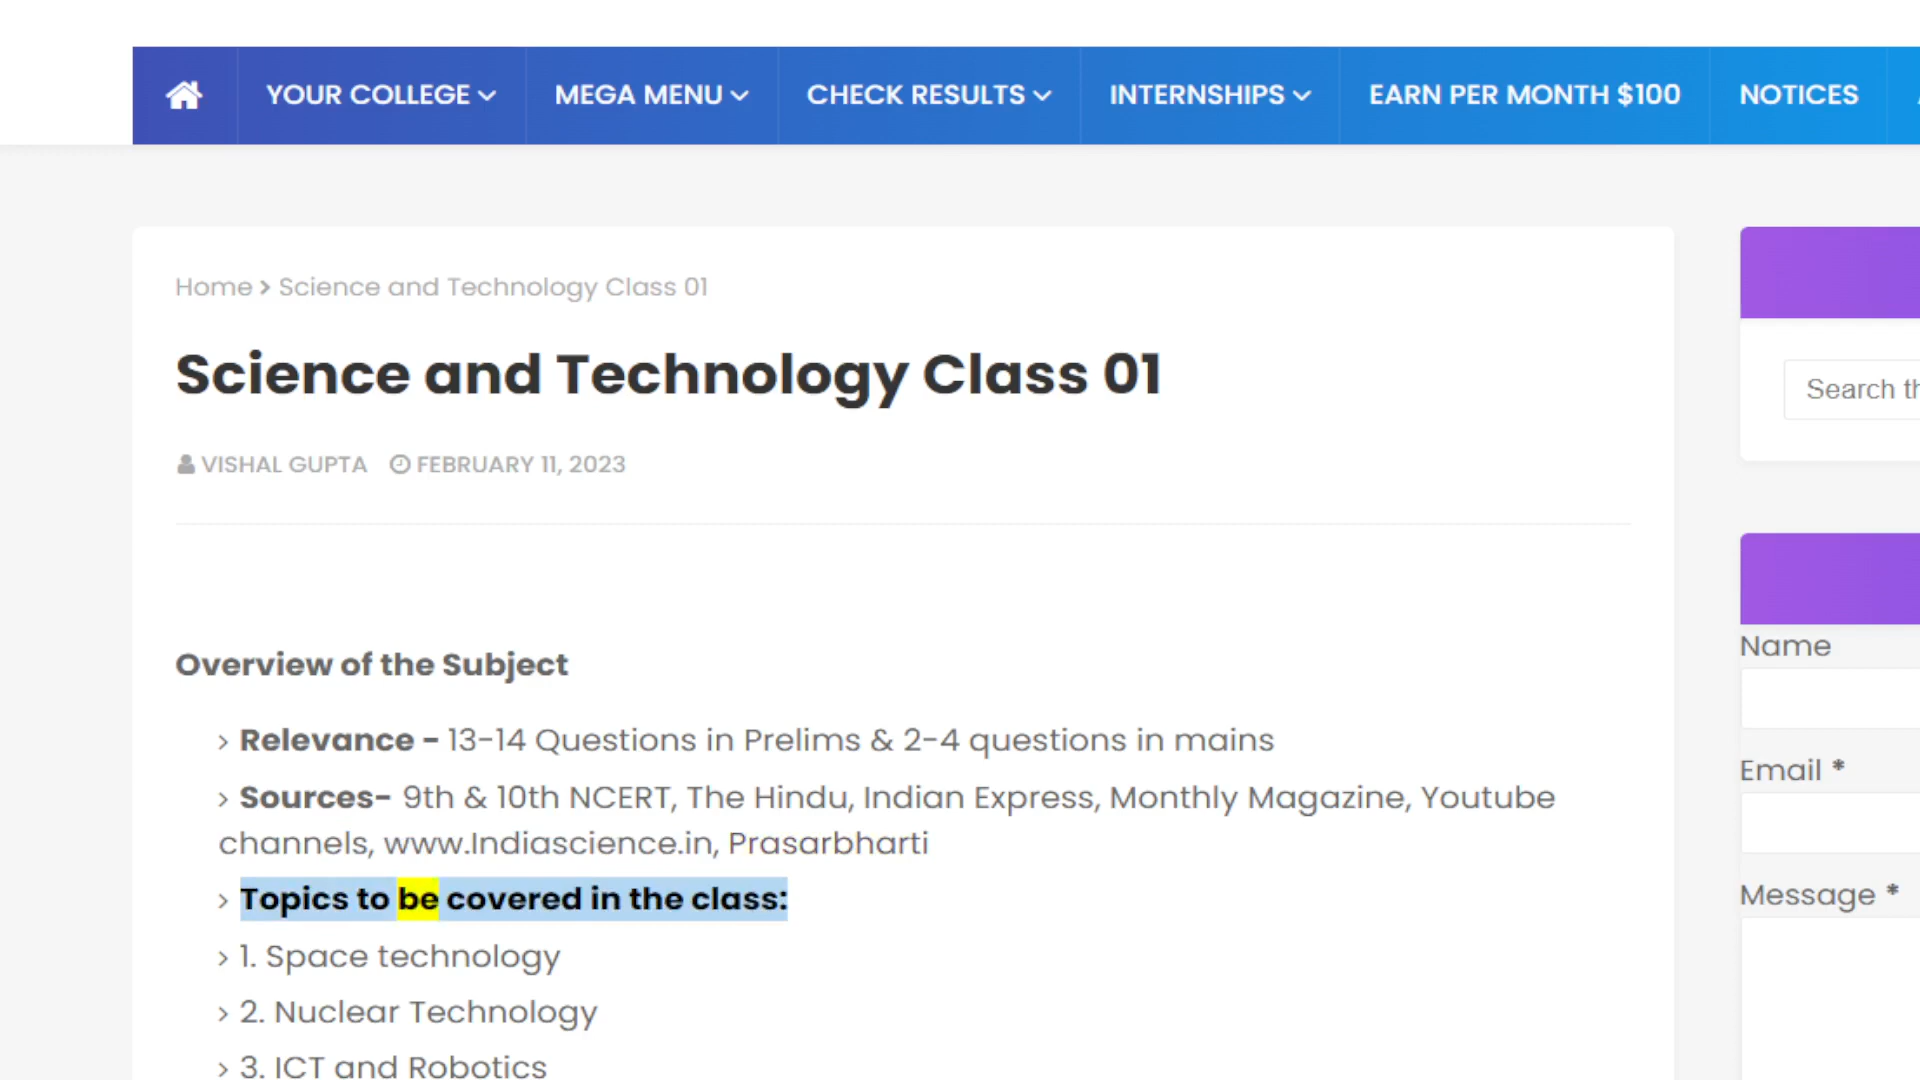 YOUR COLLEGE MEGA MENU CHECK RESULTS INTERNSHIPS EARN PER MONTH $100 NOTICES
Home > Science and Technology Class 01
Science and Technology Class 01
VISHAL GUPTA FEBRUARY 11, 2023
Overview of the Subject
> Relevance - 13-14 Questions in Prelims & 2-4 questions in mains
> Sources- 9th & 10th NCERT, The Hindu, Indian Express, Monthly Magazine, Youtube
channels, www.Indiascience.in, Prasarbharti
> Topics to be covered in the class:
> 1. Space technology
> 2. Nuclear Technology
> 3. ICT and Robotics
Search
Name
Email *
Message *